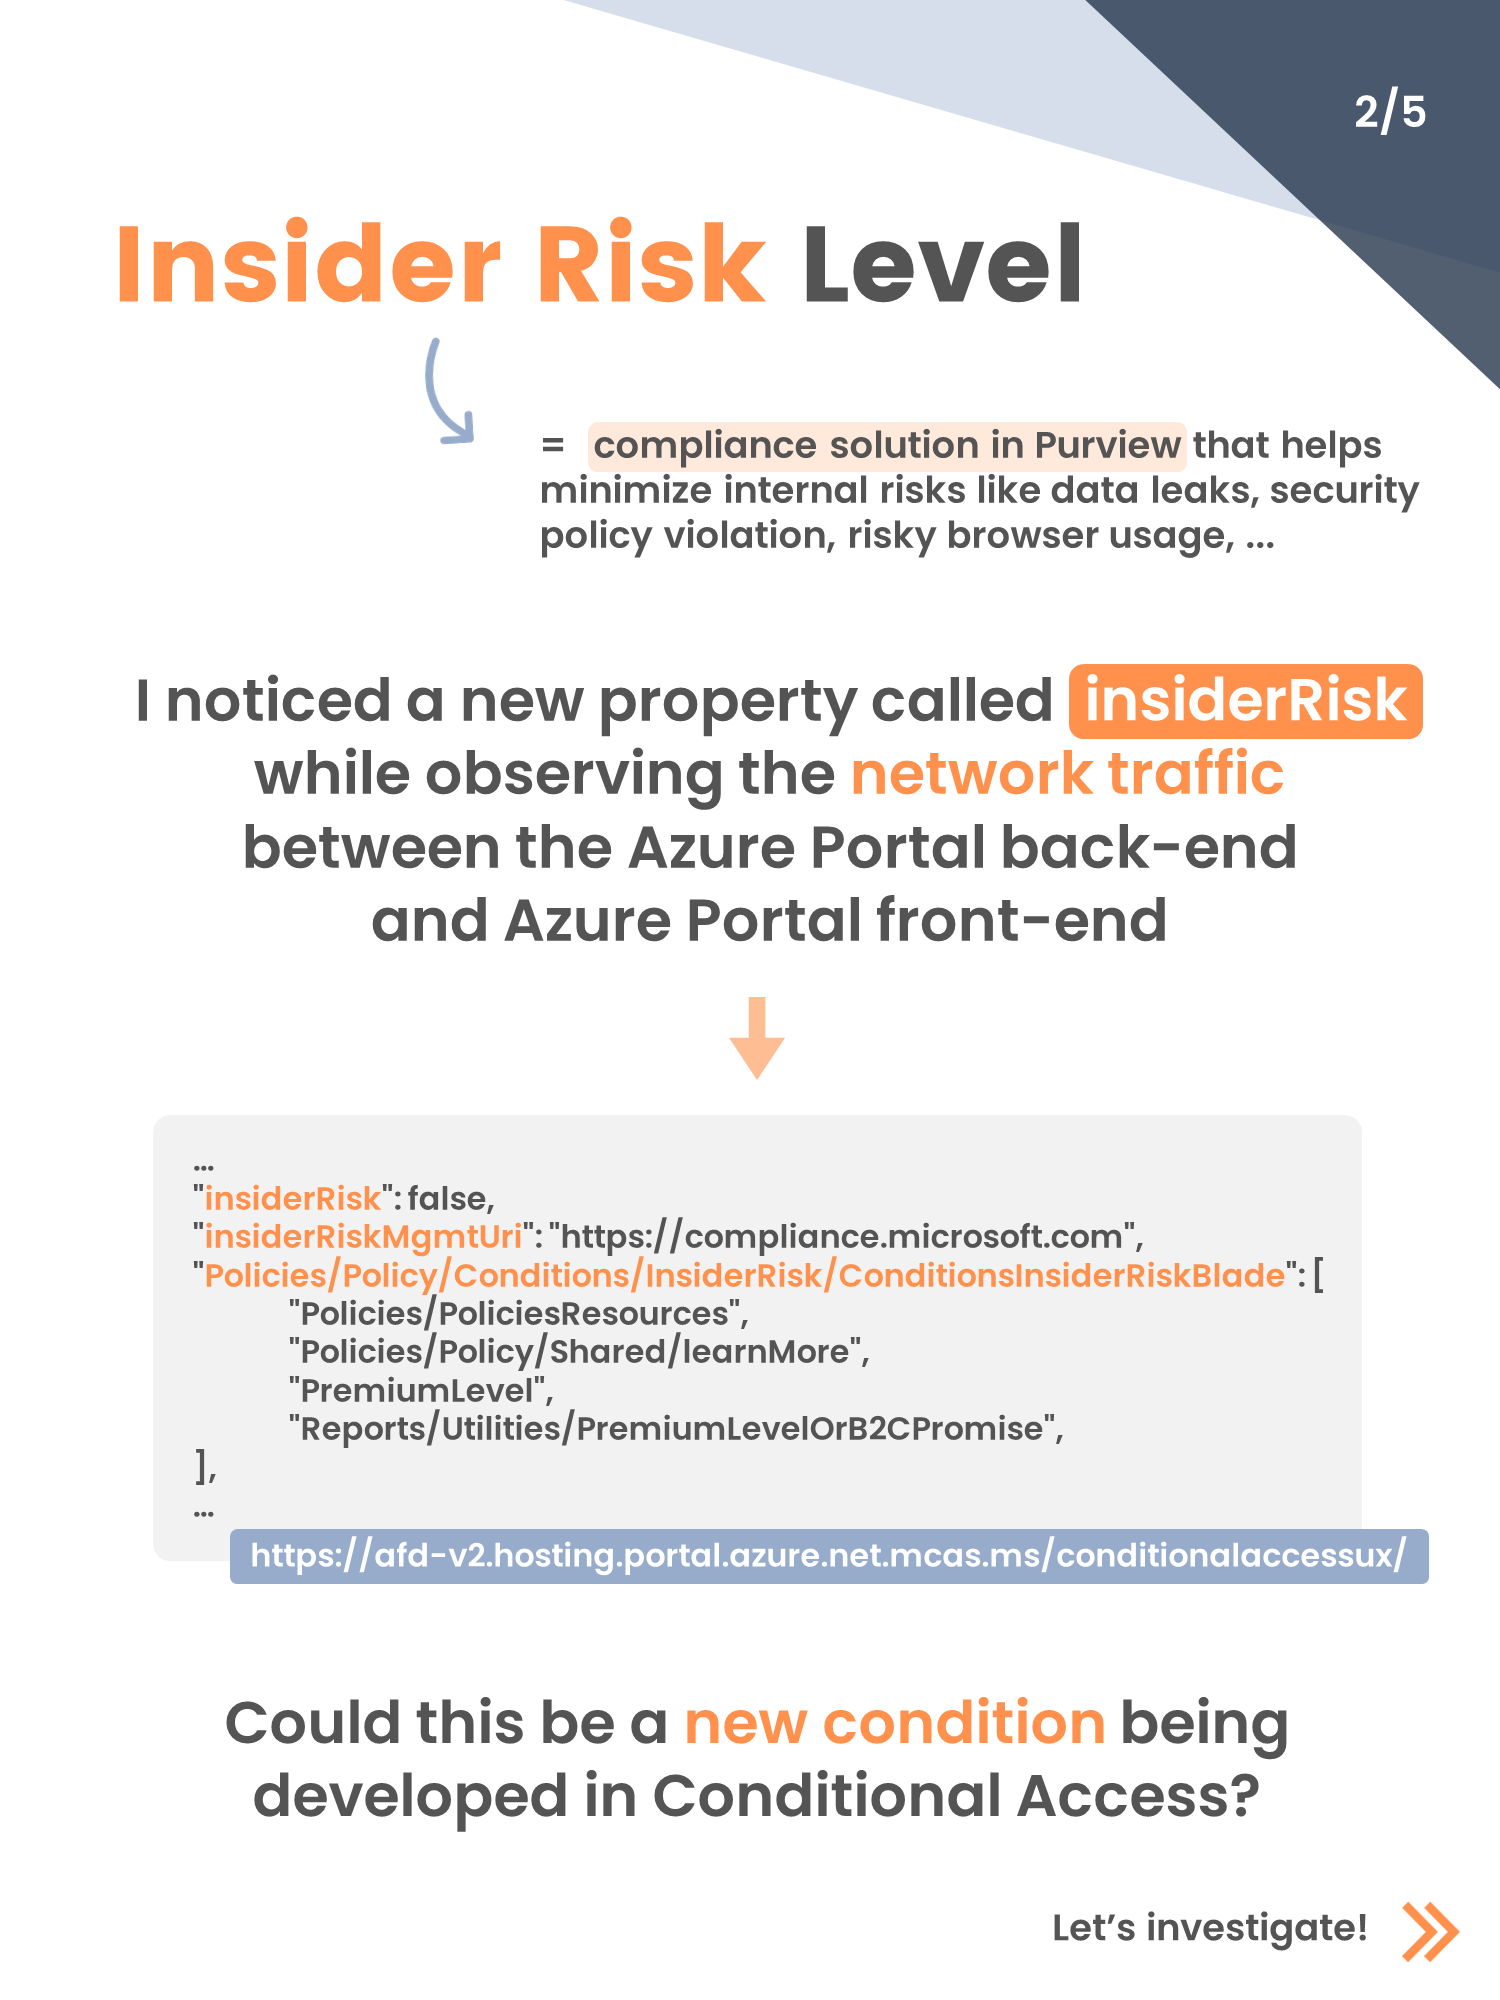 2/5
Insider Risk Level
= compliance solution in Purview that helps
minimize internal risks like data leaks, security
policy violation, risky browser usage, ...
I noticed a new property called insiderRisk
while observing the network traffic
between the Azure Portal back-end
and Azure Portal front-end
...
"insiderRisk": false,
"insiderRiskMgmtUri": "https://compliance.microsoft.com",
"Policies/Policy/Conditions/InsiderRisk/ConditionsInsiderRiskBlade": [
"Policies/PoliciesResources",
"Policies/Policy/Shared/learnMore",
"PremiumLevel",
"Reports/Utilities/PremiumLevelOrB2CPromise",
],
...
https://afd-v2.hosting.portal.azure.net.mcas.ms/conditionalaccessux/
Could this be a new condition being
developed in Conditional Access?
Let’s investigate!